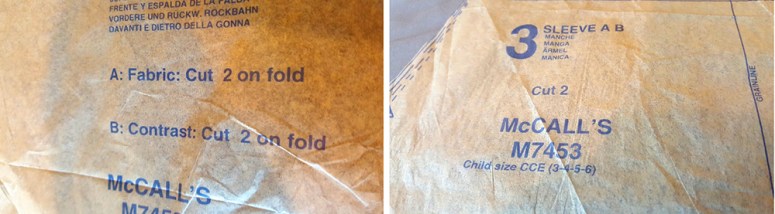 FRENTE Y ESPALDA DE LA FALDA
VORDERE UND RÜCKW. ROCKBAHN
DAVANTI E DIETRO DELLA GONNA
A: Fabric: Cut 2 on fold
B: Contrast: Cut 2 on fold
McCALL'S
M7453
3 SLEEVE A B
MANCHE
MANGA
ÄRMEL
MANICA
Cut 2
McCALL'S
M7453
Child size CCE (3-4-5-6)
GRAINLINE